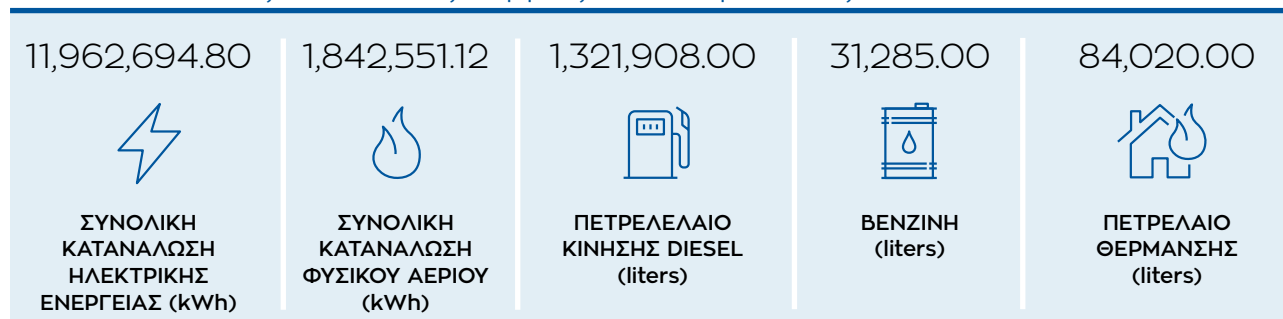 11,962,694.80
ΣΥΝΟΛΙΚΗ
ΚΑΤΑΝΑΛΩΣΗ
ΗΛΕΚΤΡΙΚΗΣ
ΕΝΕΡΓΕΙΑΣ (kWh)
1,842,551.12
ΣΥΝΟΛΙΚΗ
ΚΑΤΑΝΑΛΩΣΗ
ΦΥΣΙΚΟΥ ΑΕΡΙΟΥ
(kWh)
1,321,908.00
ΠΕΤΡΕΛΕΛΑΙΟ
ΚΙΝΗΣΗΣ DIESEL
(liters)
31,285.00
ΒΕΝΖΙΝΗ
(liters)
84,020.00
ΠΕΤΡΕΛΑΙΟ
ΘΕΡΜΑΝΣΗΣ
(liters)